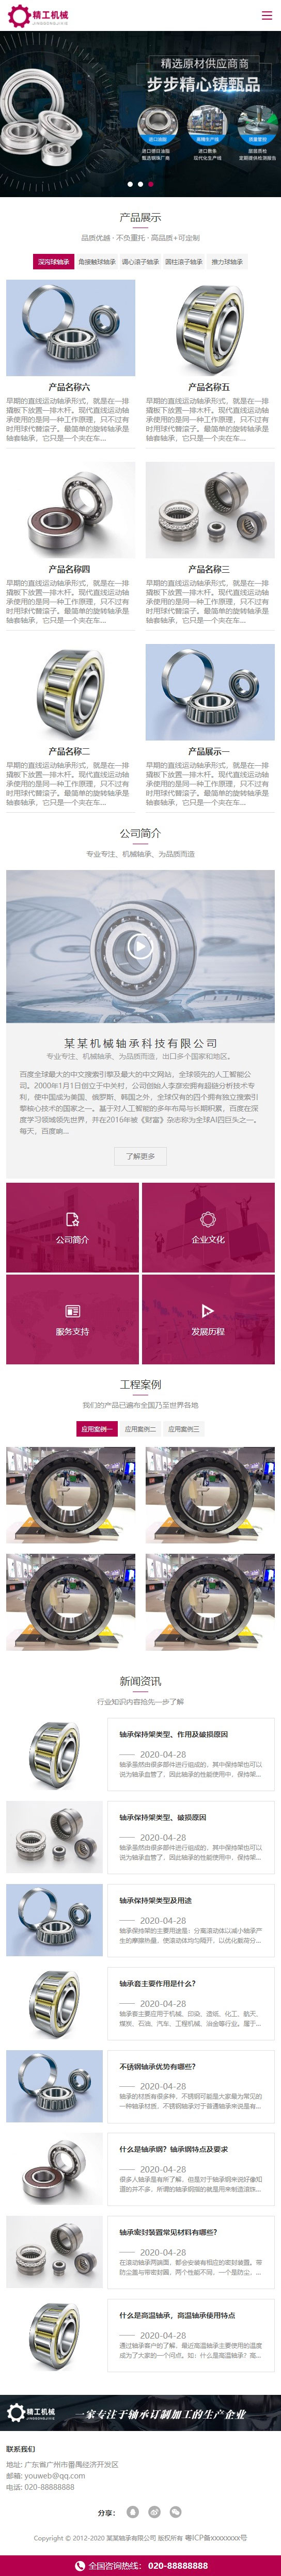 精工机械
JINGGONGJIXIE
精选原材供应商
步步精心铸甄品
进口油脂
高精生产线
质量管控
进口昔日油脂
甄选钢铁厂商
进口数条
现代化生产线
高品质检
定期提供检测报告
产品展示
品质优越 · 不负重托 · 高品质+可定制
深沟球轴承
角接触球轴承
调心滚子轴承
圆柱滚子轴承
推力球轴承
产品名称六
早期的直线运动轴承形式，就是在一排
撬板下放置一排木杆。现代直线运动轴
承使用的是同一种工作原理，只不过有
时用球代替滚子。最简单的旋转轴承是
轴套轴承，它只是一个夹在车...
产品名称五
早期的直线运动轴承形式，就是在一排
撬板下放置一排木杆。现代直线运动轴
承使用的是同一种工作原理，只不过有
时用球代替滚子。最简单的旋转轴承是
轴套轴承，它只是一个夹在车...
产品名称四
早期的直线运动轴承形式，就是在一排
撬板下放置一排木杆。现代直线运动轴
承使用的是同一种工作原理，只不过有
时用球代替滚子。最简单的旋转轴承是
轴套轴承，它只是一个夹在车...
产品名称三
早期的直线运动轴承形式，就是在一排
撬板下放置一排木杆。现代直线运动轴
承使用的是同一种工作原理，只不过有
时用球代替滚子。最简单的旋转轴承是
轴套轴承，它只是一个夹在车...
产品名称二
早期的直线运动轴承形式，就是在一排
撬板下放置一排木杆。现代直线运动轴
承使用的是同一种工作原理，只不过有
时用球代替滚子。最简单的旋转轴承是
轴套轴承，它只是一个夹在车...
产品展示一
早期的直线运动轴承形式，就是在一排
撬板下放置一排木杆。现代直线运动轴
承使用的是同一种工作原理，只不过有
时用球代替滚子。最简单的旋转轴承是
轴套轴承，它只是一个夹在车...
公司简介
专业专注、机械轴承、为品质而造
某某机械轴承科技有限公司
专业专注、机械轴承、为品质而造，出口多个国家和地区。
百度全球最大的中文搜索引擎及最大的中文网站，全球领先的人工智能公
司。2000年1月1日创立于中关村，公司创始人李彦宏拥有超链分析技术专
利，使中国成为美国，俄罗斯、韩国之外，全球仅有的四个拥有独立搜索引
擎核心技术的国家之一。基于对人工智能的多年布局与长期积累，百度在深
度学习领域领先世界，并在2016年被《财富》杂志称为全球AI四巨头之一。
每天，百度响...
了解更多
公司简介
企业文化
服务支持
发展历程
工程案例
我们的产品已遍布全国乃至世界各地
应用案例一
应用案例二
应用案例三
新闻资讯
行业知识内容抢先一步了解
轴承保持架类型、作用及破损原因
2020-04-28
轴承虽然由很多部件进行组成的，其中保持架也可以
说为轴承血管了，因此轴承的性能使用中，保持架...
轴承保持架类型、破损原因
2020-04-28
轴承虽然由很多部件进行组成的，其中保持架也可以
说为轴承血管了，因此轴承的性能使用中，保持架...
轴承保持架类型及用途
2020-04-28
轴承保持架的主要用途是：分离滚动体以减小轴承产
生的摩擦热量，使滚动体均匀隔开，以优化载荷分...
轴承套主要作用是什么？
2020-04-28
轴承套主要应用于机械、印染、造纸、化工、航天、
煤炭、石油、汽车、工程机械、冶金等行业。属于...
不锈钢轴承优势有哪些？
2020-04-28
轴承的材质有很多种，不锈钢可能是大家最为常见的
一种轴承材质，不锈钢轴承对于普通轴承来说是有...
什么是轴承钢？轴承钢特点及要求
2020-04-28
很多人轴承是有所了解，但是对于轴承钢来说好像知
道的并不多，所谓的轴承钢指的就是用来制造滚珠...
轴承密封装置常见材料有哪些？
2020-04-28
在滚动轴承两端面，都会安装有相应的密封装置。带
防尘盖与带密封圈，两个性能不同，一个是防尘、...
什么是高温轴承，高温轴承使用特点
2020-04-28
通过轴承客户的了解，最近高温轴承主要使用的温度
成为了大家的一个问点。如：什么是高温轴承？高...
精工机械
JINGGONGJIXIE
一家专注于轴承订制加工的生产企业
联系我们
地址: 广东省广州市番禺经济开发区
邮箱: youweb@qq.com
电话: 020-88888888
分享：
Copyright © 2012-2020 某某轴承有限公司 版权所有 粤ICP备xxxxxxxx号
全国咨询热线： 020-88888888